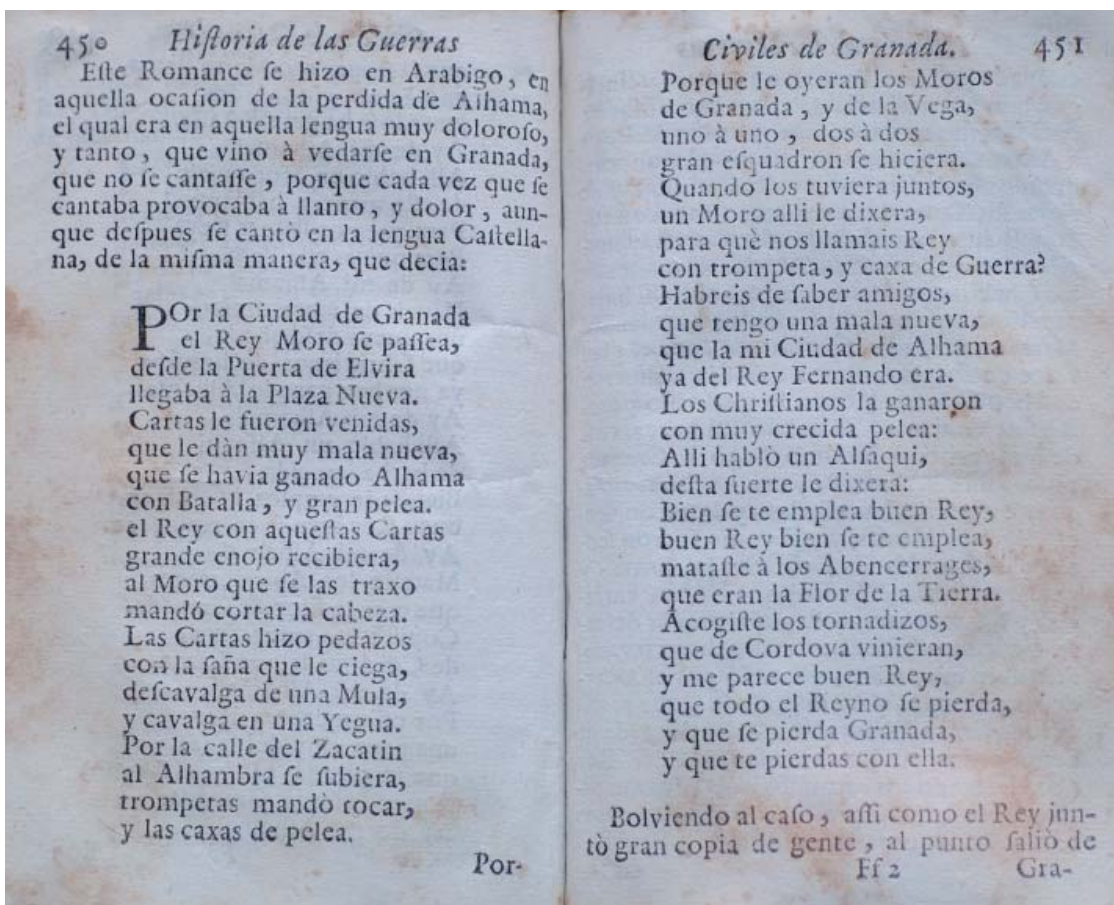 450 Hiſtoria de las Guerras
Eſte Romance ſe hizo en Arabigo, en
aquella ocaſion de la perdida de Alhama,
el qual era en aquella lengua muy doloroſo,
y tanto, que vino à vedarſe en Granada,
que no ſe cantaſſe, porque cada vez que ſe
cantaba provocaba à llanto, y dolor, aun-
que deſpues ſe cantò en la lengua Caſtella-
na, de la miſma manera, que decia:
POr la Ciudad de Granada
el Rey Moro ſe paſſea,
deſde la Puerta de Elvira
llegaba à la Plaza Nueva.
Cartas le fueron venidas,
que le dàn muy mala nueva,
que ſe havia ganado Alhama
con Batalla, y gran pelea.
el Rey con aqueſtas Cartas
grande enojo recibiera,
al Moro que ſe las traxo
mandó cortar la cabeza.
Las Cartas hizo pedazos
con la ſaña que le ciega,
deſcavalga de una Mula,
y cavalga en una Yegua.
Por la calle del Zacatin
al Alhambra ſe ſubiera,
trompetas mandò tocar,
y las caxas de pelea.
Por-
Civiles de Granada. 451
Porque le oyeran los Moros
de Granada, y de la Vega,
uno à uno, dos à dos
gran eſquadron ſe hiciera.
Quando los tuviera juntos,
un Moro alli le dixera,
para què nos llamais Rey
con trompeta, y caxa de Guerra?
Habreis de ſaber amigos,
que tengo una mala nueva,
que la mi Ciudad de Alhama
ya del Rey Fernando era.
Los Chriſtianos la ganaron
con muy crecida pelea:
Alli hablò un Alfaqui,
deſta ſuerte le dixera:
Bien ſe te emplea buen Rey,
buen Rey bien ſe te emplea,
mataſte à los Abencerrages,
que eran la Flor de la Tierra.
Acogiſte los tornadizos,
que de Cordova vinieran,
y me parece buen Rey,
que todo el Reyno ſe pierda,
y que ſe pierda Granada,
y que te pierdas con ella.
Bolviendo al caſo, aſſi como el Rey jun-
tò gran copia de gente, al punto ſaliò de
Ff 2 Gra-